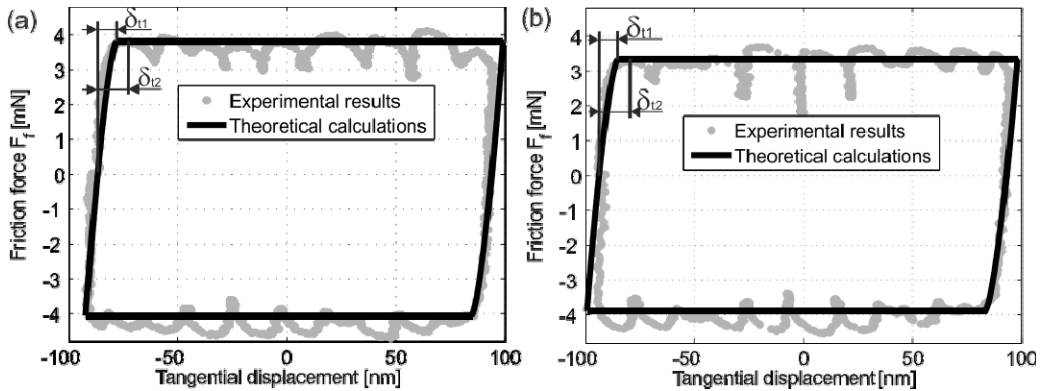 (a)
δt1
δt2
Friction force Ff [mN]
4
3
2
1
0
-1
-2
-3
-4
Experimental results
Theoretical calculations
-100
-50
0
50
100
Tangential displacement [nm]
(b)
δt1
δt2
Friction force Ff [mN]
4
3
2
1
0
-1
-2
-3
-4
Experimental results
Theoretical calculations
-100
-50
0
50
100
Tangential displacement [nm]